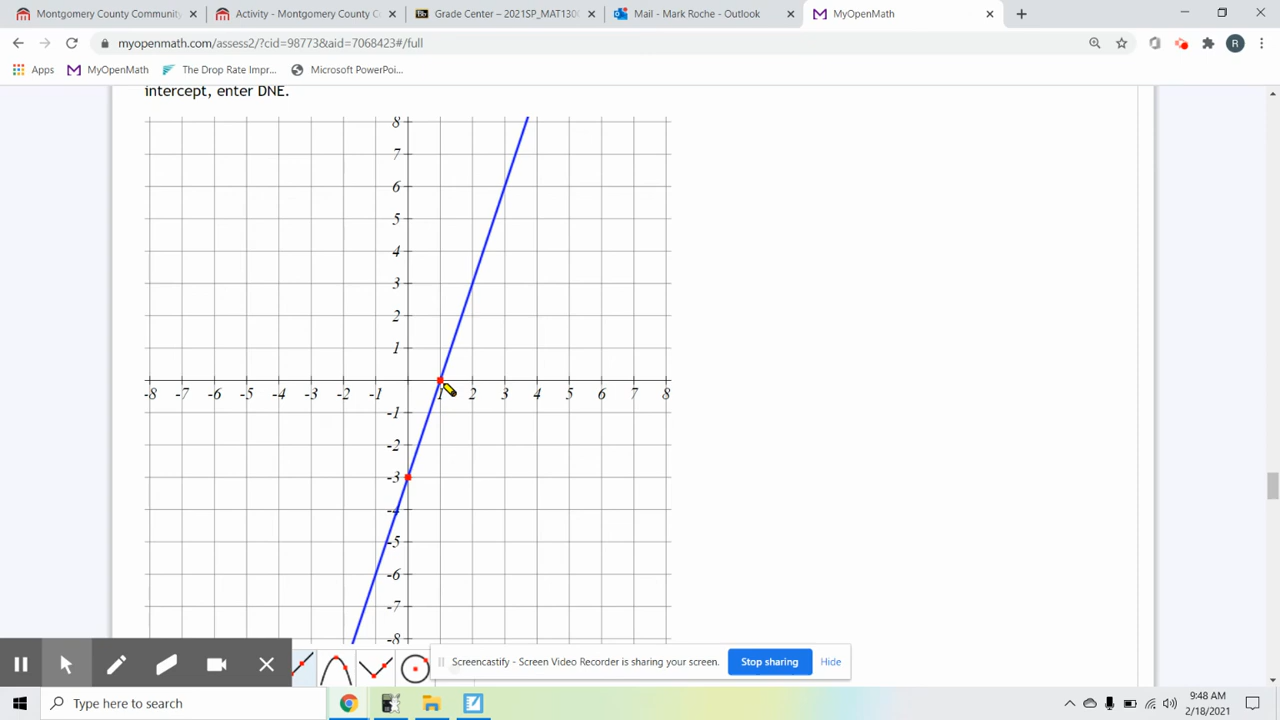 Montgomery County Community
Activity - Montgomery County C
Grade Center – 2021SP_MAT130
Mail - Mark Roche - Outlook
MyOpenMath
myopenmath.com/assess2/?cid=98773&aid=7068423#/full
R
Apps
MyOpenMath
The Drop Rate Impr...
Microsoft PowerPoi...
intercept, enter DNE.
8
7
6
5
4
3
2
1
-8 -7 -6 -5 -4 -3 -2 -1 1 2 3 4 5 6 7 8
-1
-2
-3
-4
-5
-6
-7
-8
Screencastify - Screen Video Recorder is sharing your screen.
Stop sharing
Hide
Type here to search
9:48 AM
2/18/2021